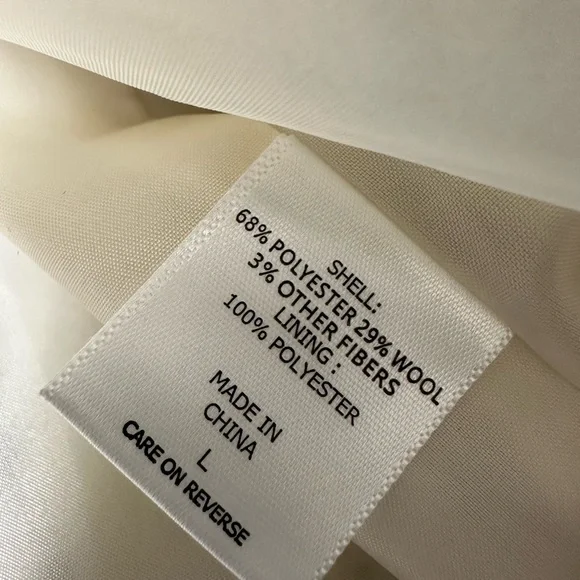 SHELL:
68% POLYESTER 29% WOOL
3% OTHER FIBERS
LINING :
100% POLYESTER
MADE IN
CHINA
L
CARE ON REVERSE